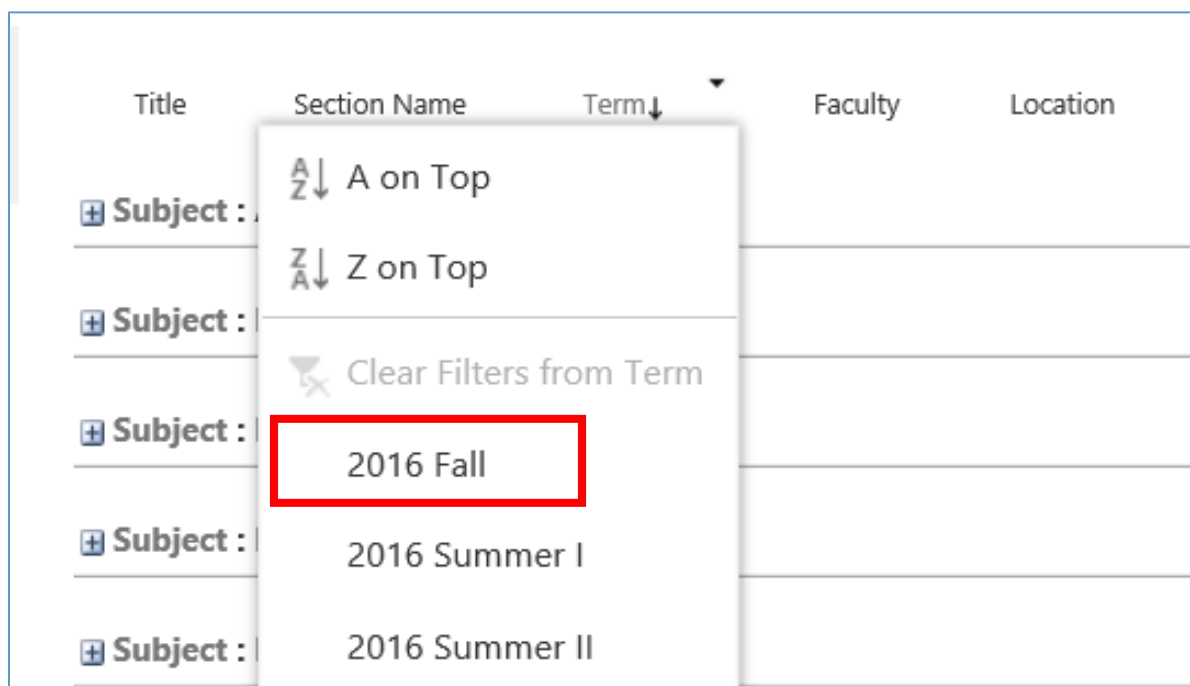 Title Section Name Term Faculty Location
A on Top
Subject :
Z on Top
Subject :
Clear Filters from Term
Subject :
2016 Fall
Subject :
2016 Summer I
Subject :
2016 Summer II